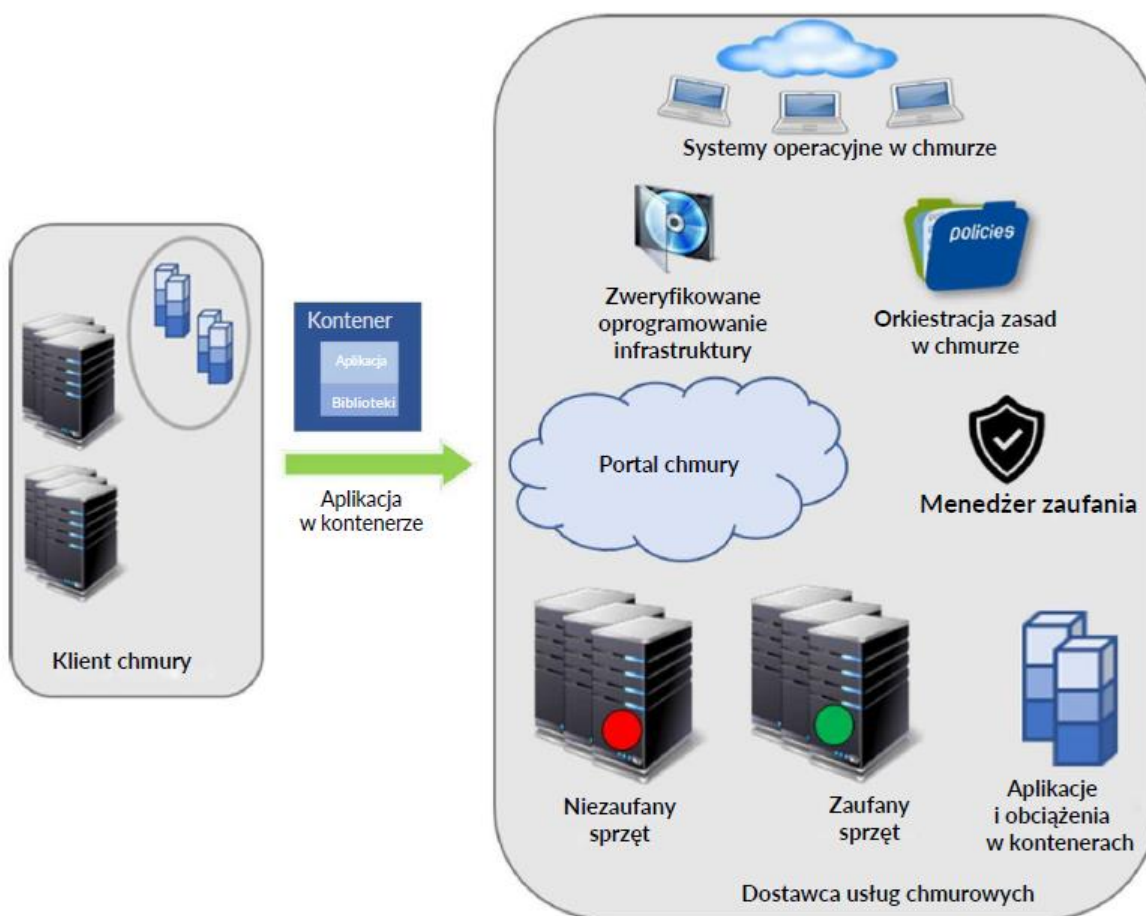 Systemy operacyjne w chmurze
policies
Zweryfikowane
oprogramowanie
infrastruktury
Orkiestracja zasad
w chmurze
Kontener
Aplikacja
Biblioteki
Aplikacja
w kontenerze
Portal chmury
Menedżer zaufania
Klient chmury
Niezaufany
sprzęt
Zaufany
sprzęt
Aplikacje
i obciążenia
w kontenerach
Dostawca usług chmurowych